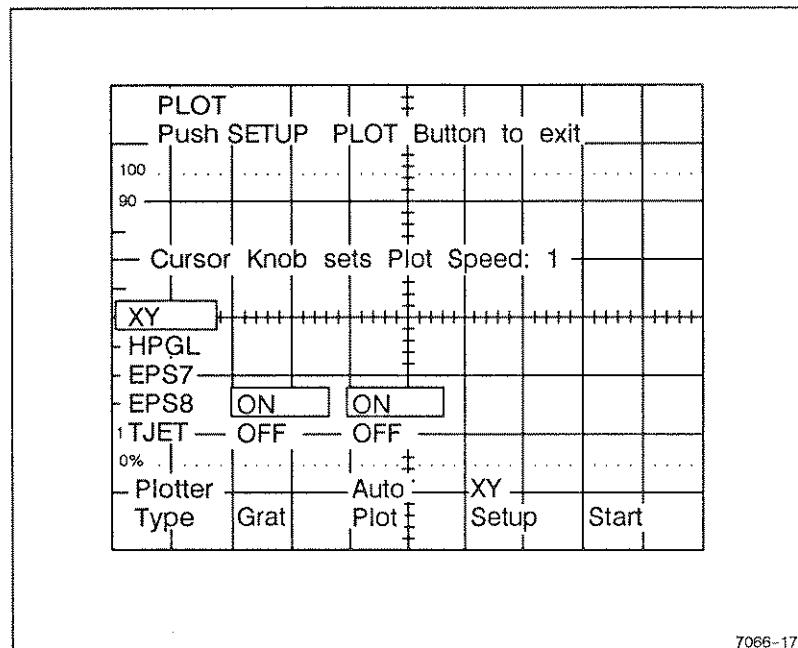 PLOT
Push SETUP PLOT Button to exit
100
90
Cursor Knob sets Plot Speed: 1
XY
HPGL
EPS7
EPS8 ON ON
1 TJET OFF OFF
0%
Plotter Auto XY
Type Grat Plot Setup Start
7066-17